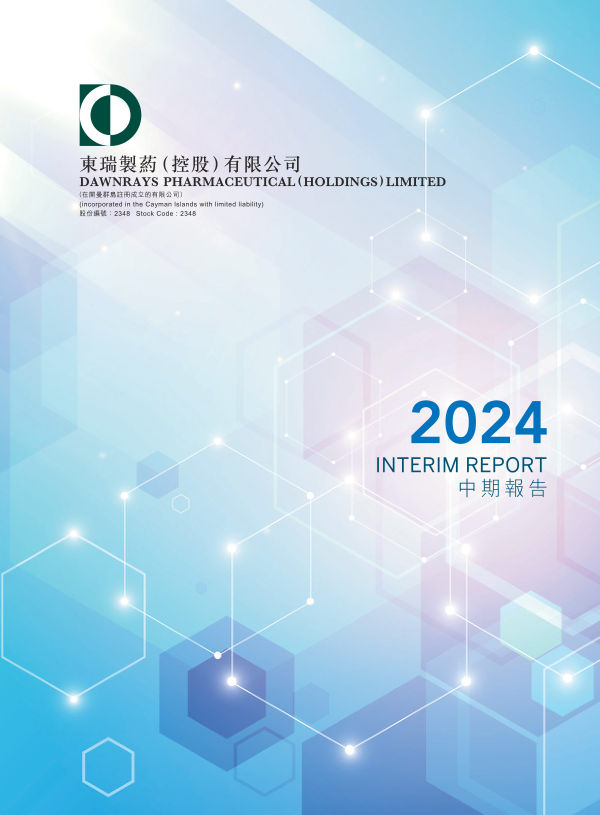 東瑞製葯(控股)有限公司
DAWNRAYS PHARMACEUTICAL (HOLDINGS) LIMITED
(在開曼群島註冊成立的有限公司)
(incorporated in the Cayman Islands with limited liability)
股份編號：2348 Stock Code : 2348
2024
INTERIM REPORT
中期報告